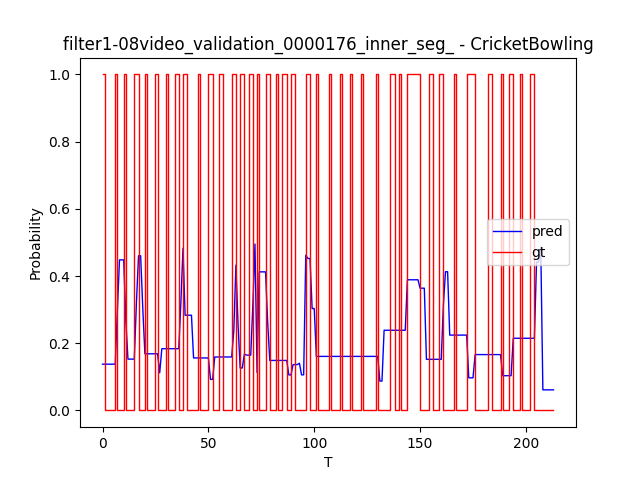 filter1-08video_validation_0000176_inner_seg_ - CricketBowling
1.0
0.8
0.6
0.4
0.2
0.0
Probability
pred
gt
0
50
100
150
200
T